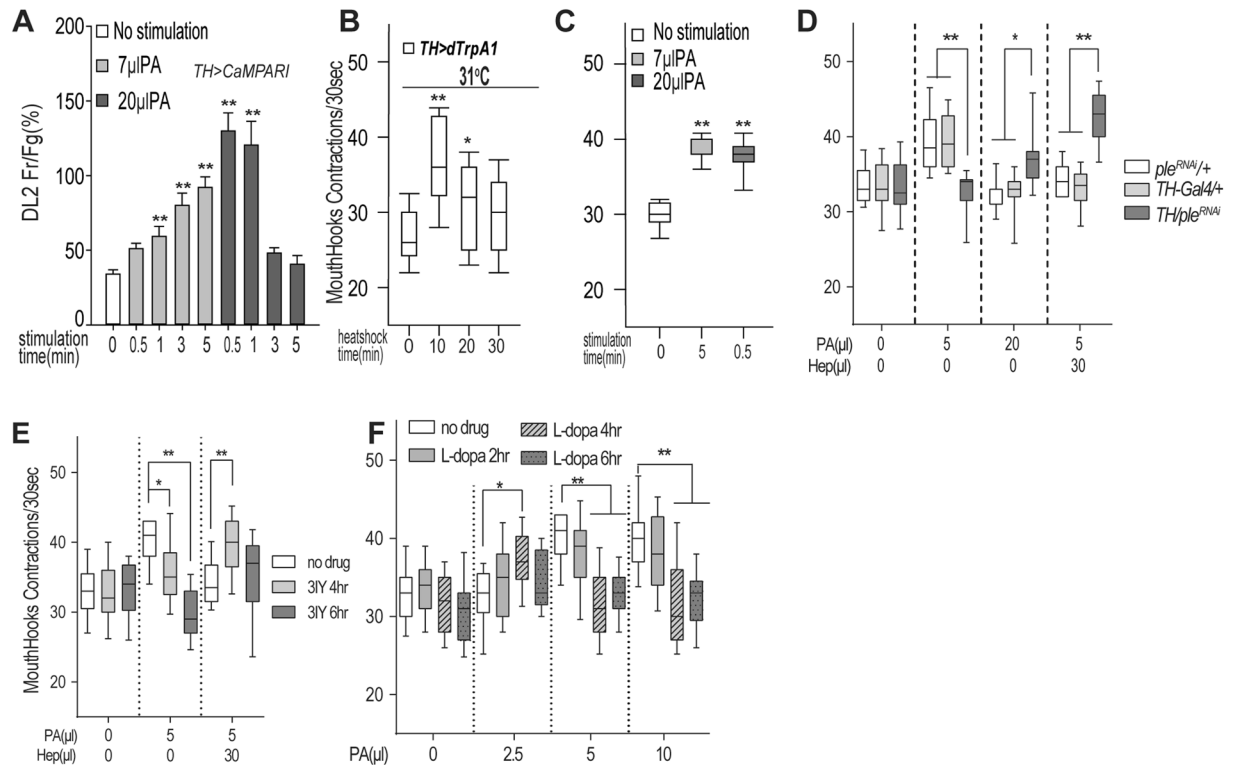 A
200
150
100
50
0
DL2 Fr/Fg(%)
No stimulation
7µlPA
20µlPA
TH>CaMPARI
** ** ** ** **
stimulation
time(min)
0 0.5 1 3 5 0.5 1 3 5
B
MouthHooks Contractions/30sec
50
40
30
20
TH>dTrpA1
31ºC
** *
heatshock
time(min)
0 10 20 30
C
50
40
30
20
No stimulation
7µlPA
20µlPA
** **
stimulation
time(min)
0 5 0.5
D
50
40
30
20
** * **
pleRNAi/+
TH-Gal4/+
TH/pleRNAi
PA(µl) 0 5 20 5
Hep(µl) 0 0 0 30
E
MouthHooks Contractions/30sec
50
40
30
20
** **
*
no drug
3IY 4hr
3IY 6hr
PA(µl) 0 5 5
Hep(µl) 0 0 30
F
50
40
30
20
no drug
L-dopa 2hr
L-dopa 4hr
L-dopa 6hr
* ** **
PA(µl) 0 2.5 5 10